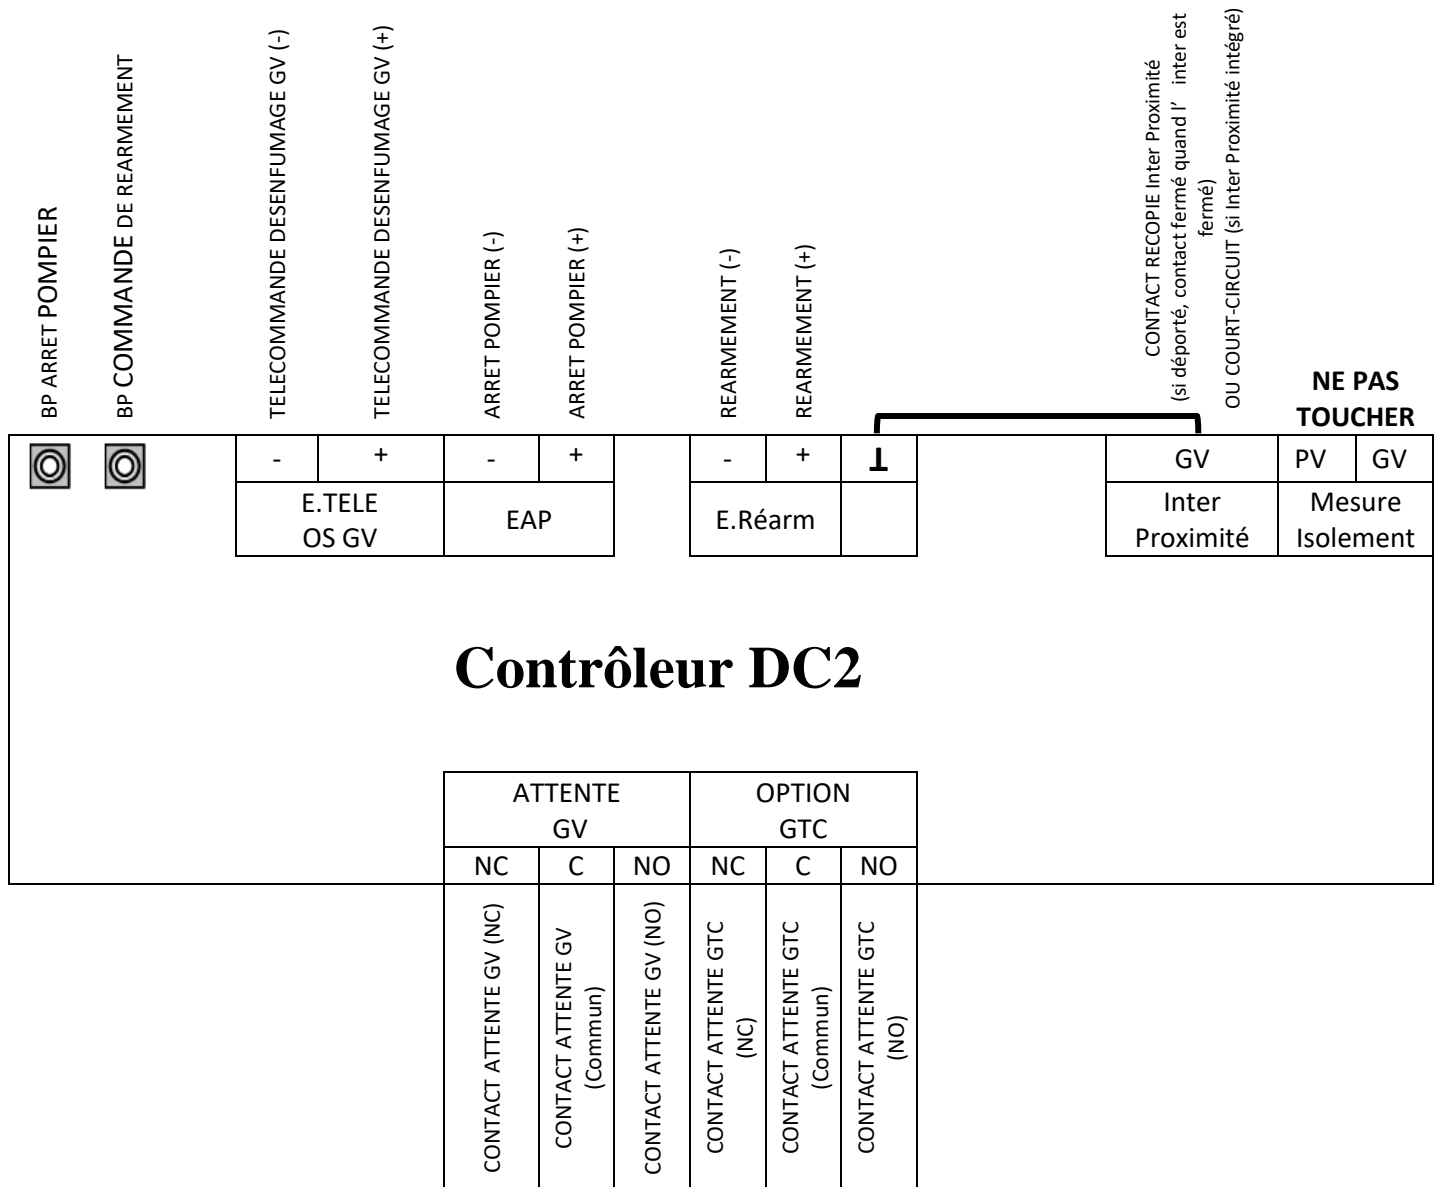 BP ARRET POMPIER
BP COMMANDE DE REARMEMENT
TELECOMMANDE DESENFUMAGE GV (-)
TELECOMMANDE DESENFUMAGE GV (+)
ARRET POMPIER (-)
ARRET POMPIER (+)
REARMEMENT (-)
REARMEMENT (+)
CONTACT RECOPIE Inter Proximité
(si déporté, contact fermé quand l’ inter est
fermé)
OU COURT-CIRCUIT (si Inter Proximité intégré)
NE PAS
TOUCHER
- + - + - + GV PV GV
E.TELE
OS GV
EAP
E.Réarm
Inter
Proximité
Mesure
Isolement
Contrôleur DC2
ATTENTE
GV
OPTION
GTC
NC C NO NC C NO
CONTACT ATTENTE GV (NC)
CONTACT ATTENTE GV
(Commun)
CONTACT ATTENTE GV (NO)
CONTACT ATTENTE GTC
(NC)
CONTACT ATTENTE GTC
(Commun)
CONTACT ATTENTE GTC
(NO)